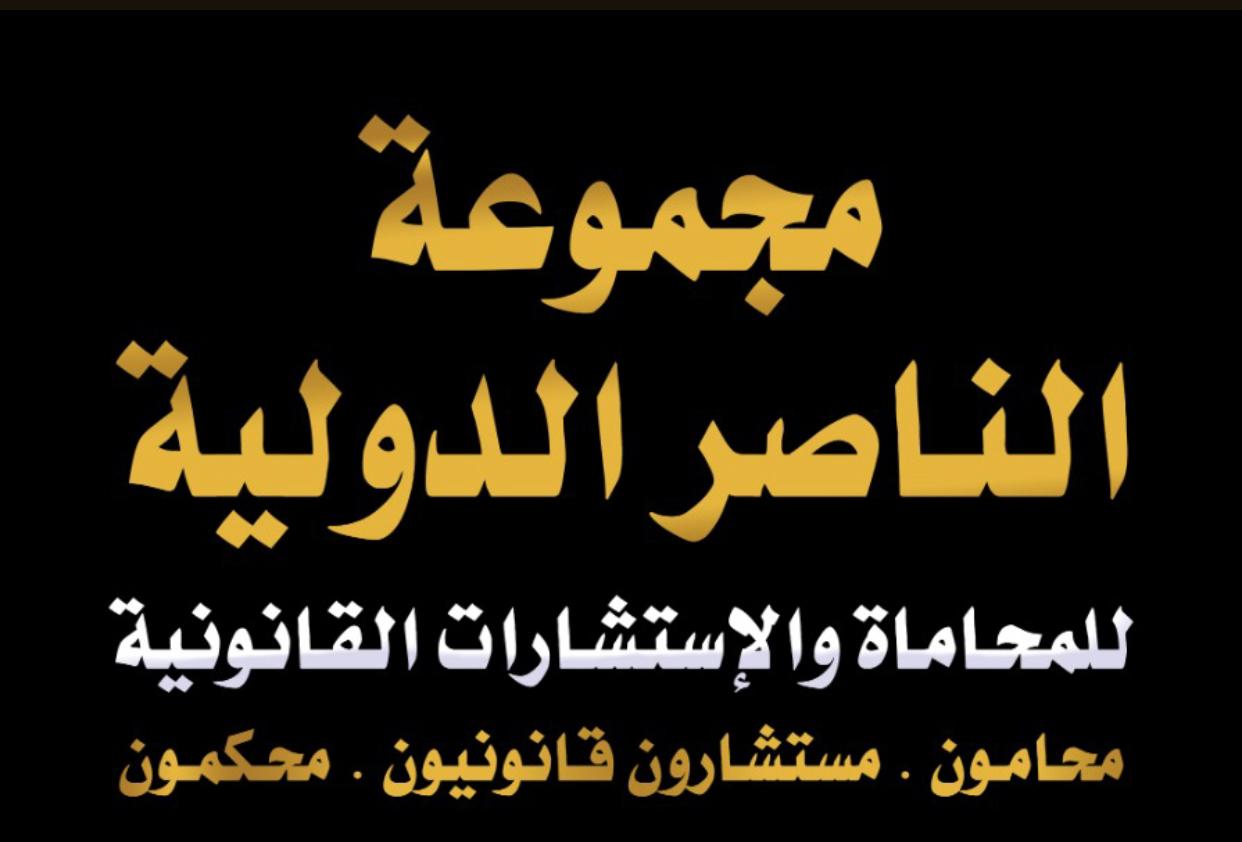 مجموعة
الناصر الدولية
للمحاماة والإستشارات القانونية
محامون . مستشارون قانونيون . محكمون